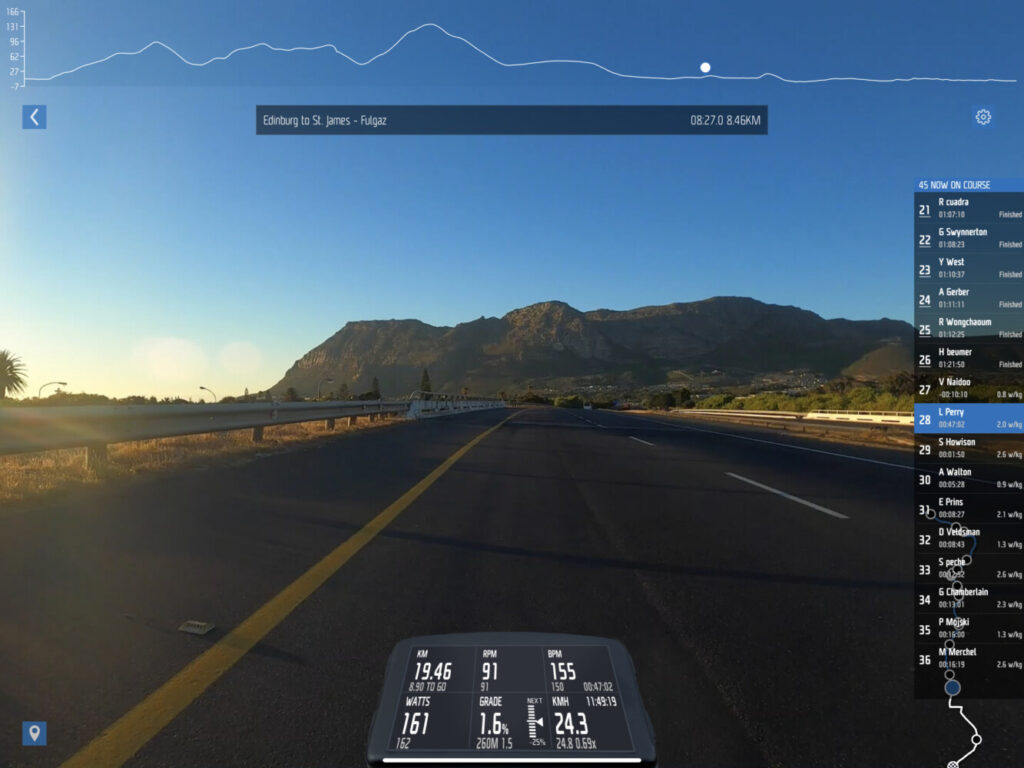 166
131
96
62
27
-7
Edinburg to St. James - Fulgaz
08:27.0 8.46KM
45 NOW ON COURSE
21 R cuadra
01:07:10 Finished
22 G Swynnerton
01:08:23 Finished
23 Y West
01:10:37 Finished
24 A Gerber
01:11:11 Finished
25 R Wongchaoum
01:12:25 Finished
26 H beumer
01:21:50 Finished
27 V Naidoo
-00:10:10 0.8 w/kg
28 L Perry
00:47:02 2.0 w/kg
29 S Howison
00:01:50 2.6 w/kg
30 A Walton
00:05:28 0.9 w/kg
31 E Prins
00:08:27 2.1 w/kg
32 D Veldsman
00:08:43 1.3 w/kg
33 S peche
00:12:52 2.6 w/kg
34 G Chamberlain
00:13:01 2.3 w/kg
35 P Mojski
00:16:00 1.3 w/kg
36 M Merchel
00:16:19 2.6 w/kg
KM RPM BPM
19.46 91 155
8.90 TO GO 91 150 00:47:02
WATTS GRADE NEXT KMH 11:49:19
161 1.6% 24.3
162 260M 1.5 -25% 24.8 0.69x